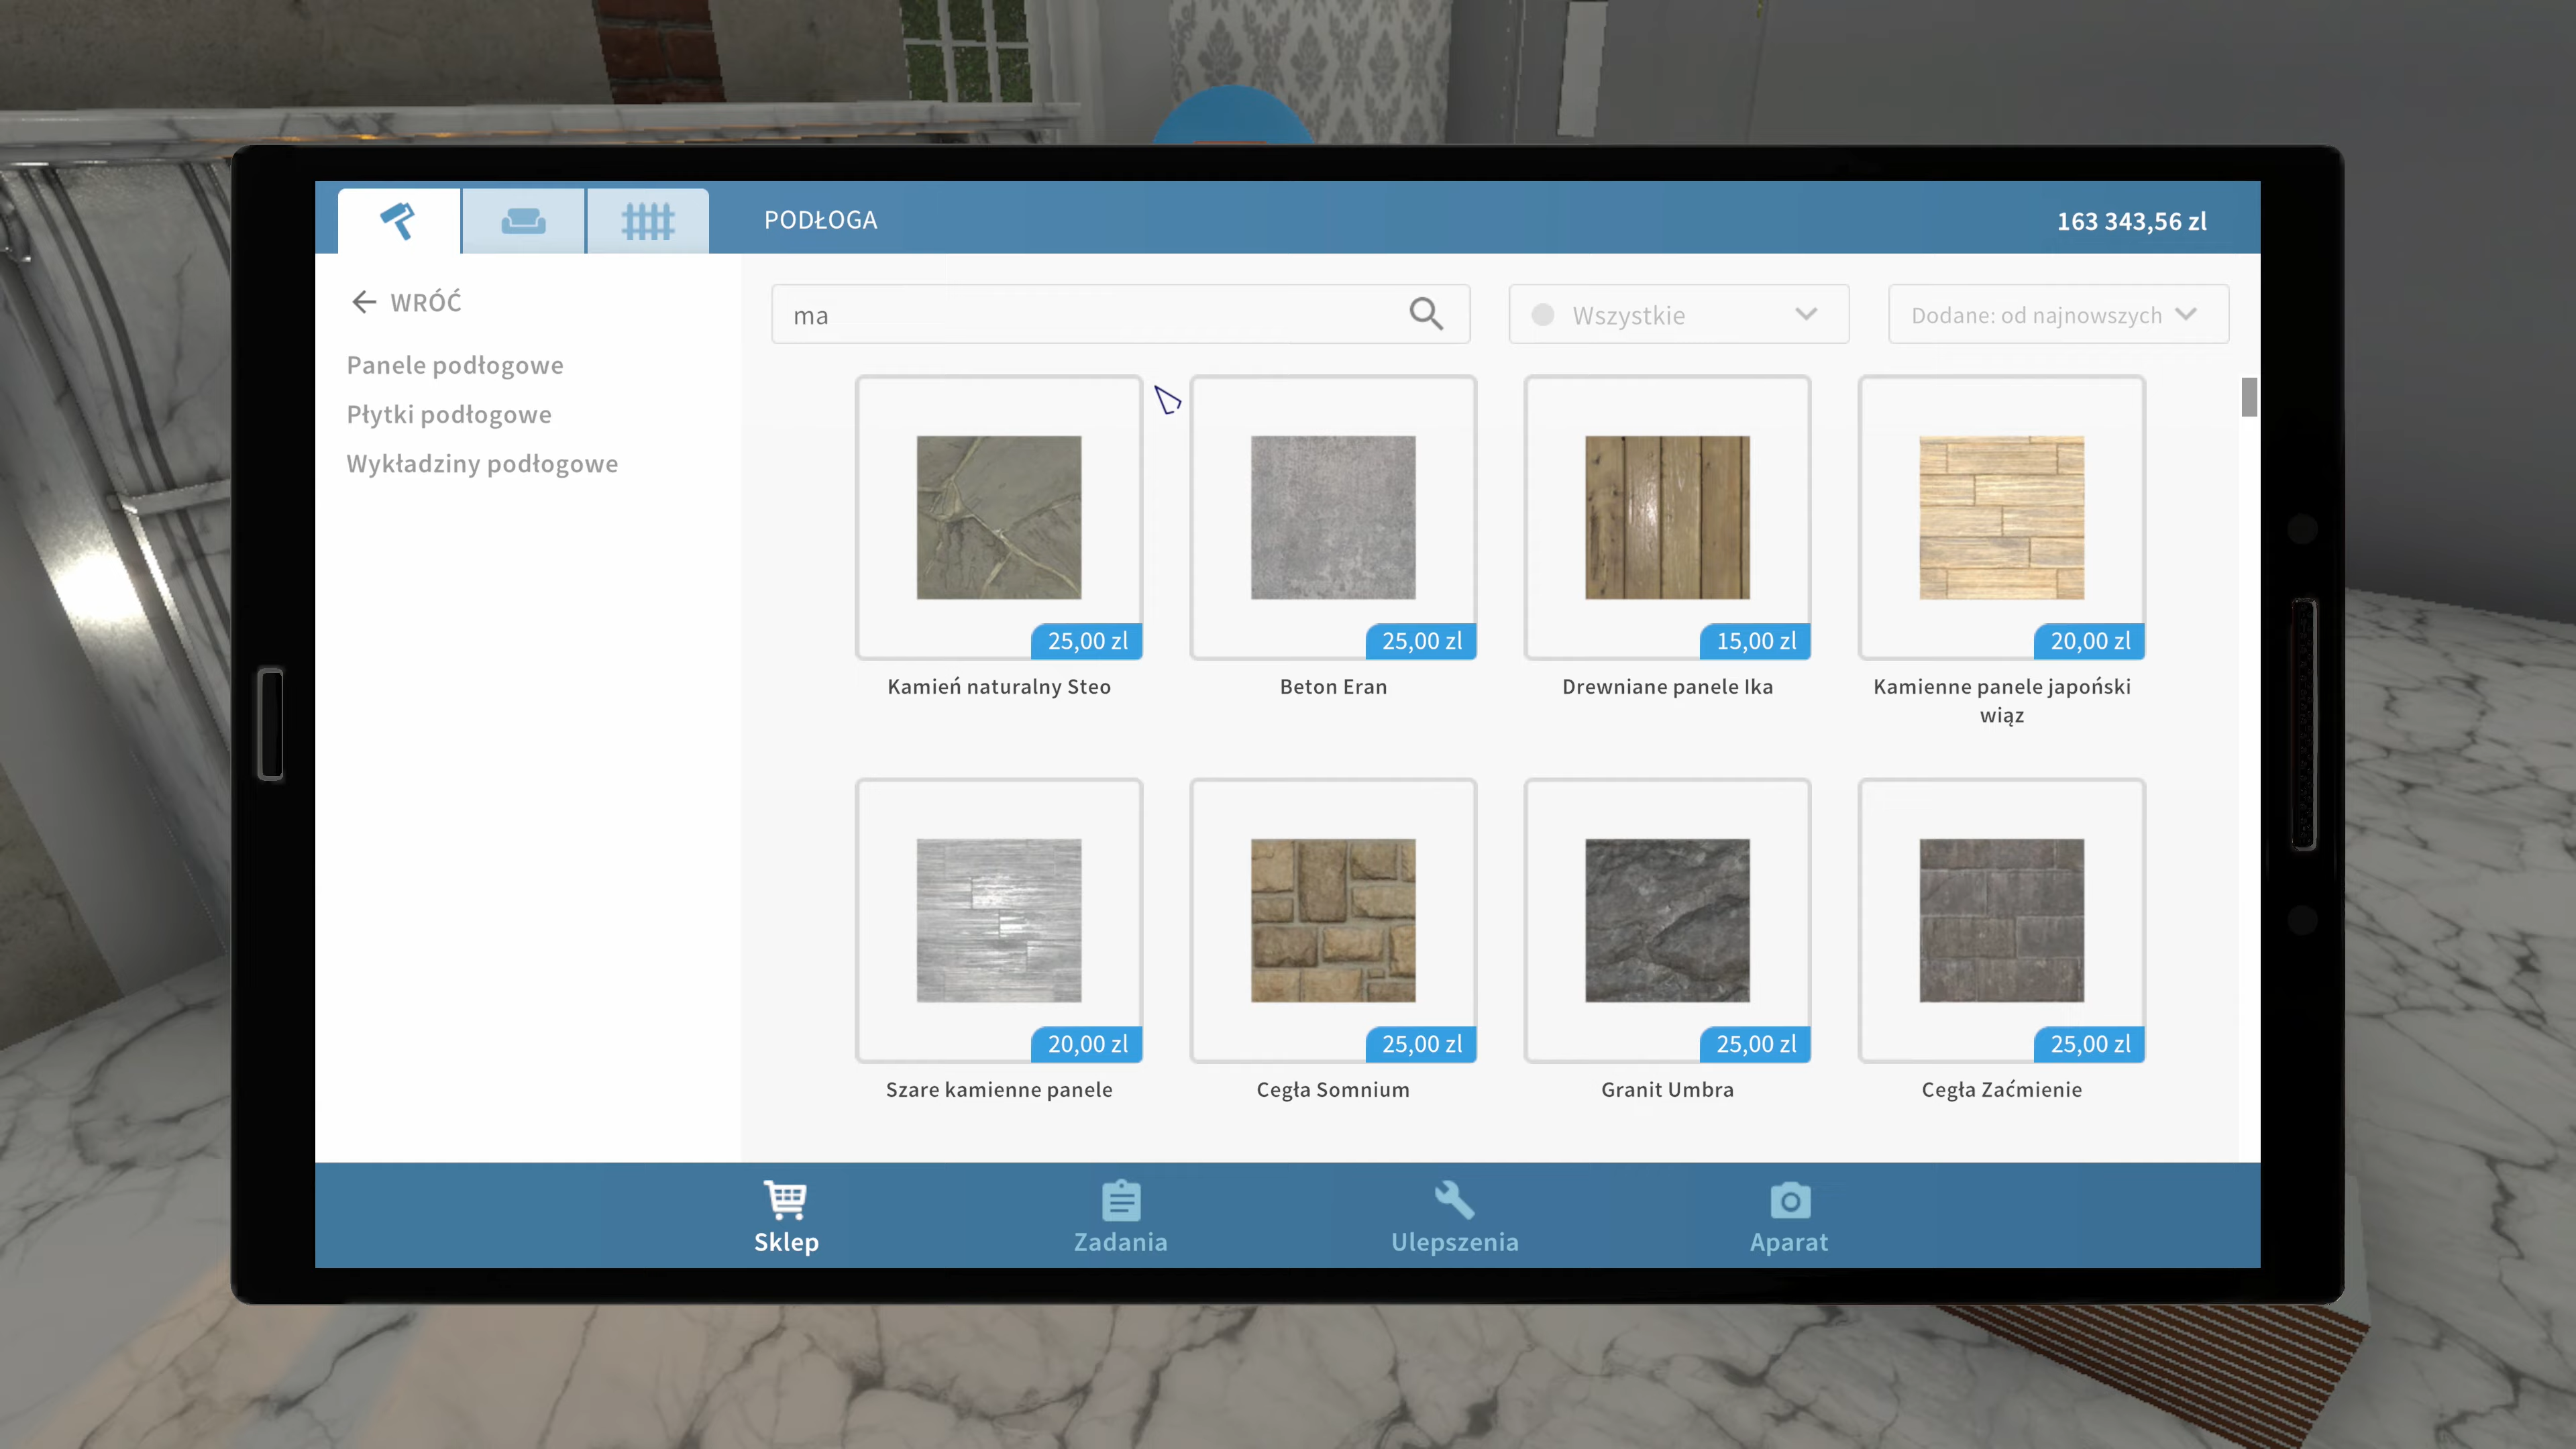 PODŁOGA
163 343,56 zl
WRÓĆ
Panele podłogowe
Płytki podłogowe
Wykładziny podłogowe
ma
Wszystkie
Dodane: od najnowszych
25,00 zl
25,00 zl
15,00 zl
20,00 zl
Kamień naturalny Steo
Beton Eran
Drewniane panele Ika
Kamienne panele japoński
wiąz
20,00 zl
25,00 zl
25,00 zl
25,00 zl
Szare kamienne panele
Cegła Somnium
Granit Umbra
Cegła Zaćmienie
Sklep
Zadania
Ulepszenia
Aparat